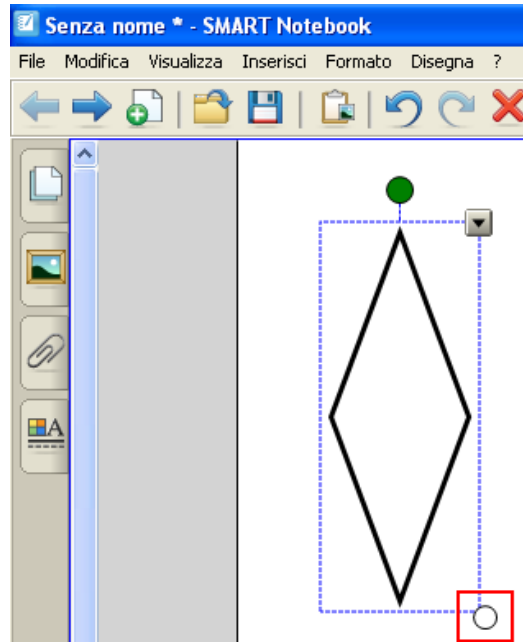 Senza nome * - SMART Notebook
File Modifica Visualizza Inserisci Formato Disegna ?
A